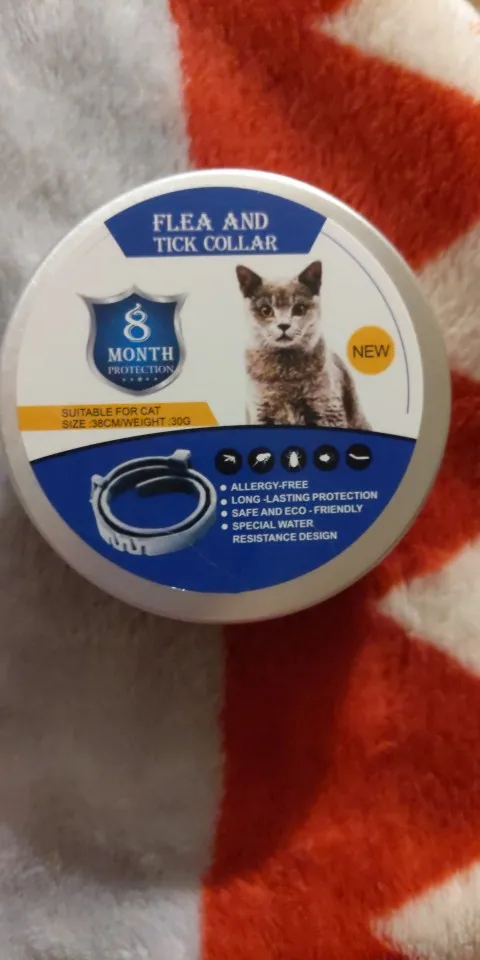 FLEA AND
TICK COLLAR
8
MONTH
PROTECTION
NEW
SUITABLE FOR CAT
SIZE :38CM/WEIGHT :30G
ALLERGY-FREE
LONG -LASTING PROTECTION
SAFE AND ECO - FRIENDLY
SPECIAL WATER
RESISTANCE DESIGN